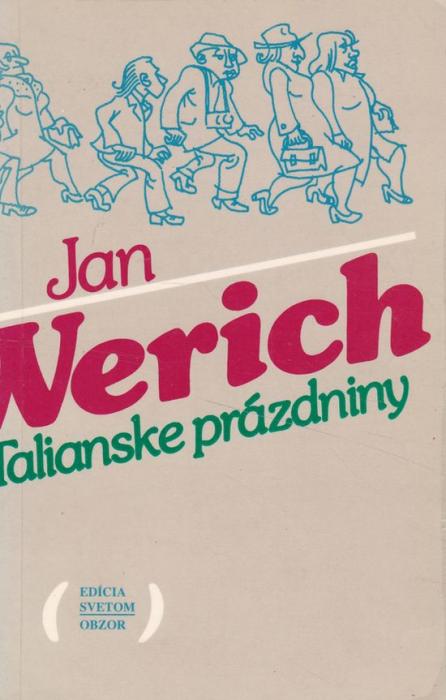 Jan
Werich
Talianske prázdniny
EDÍCIA
SVETOM
OBZOR